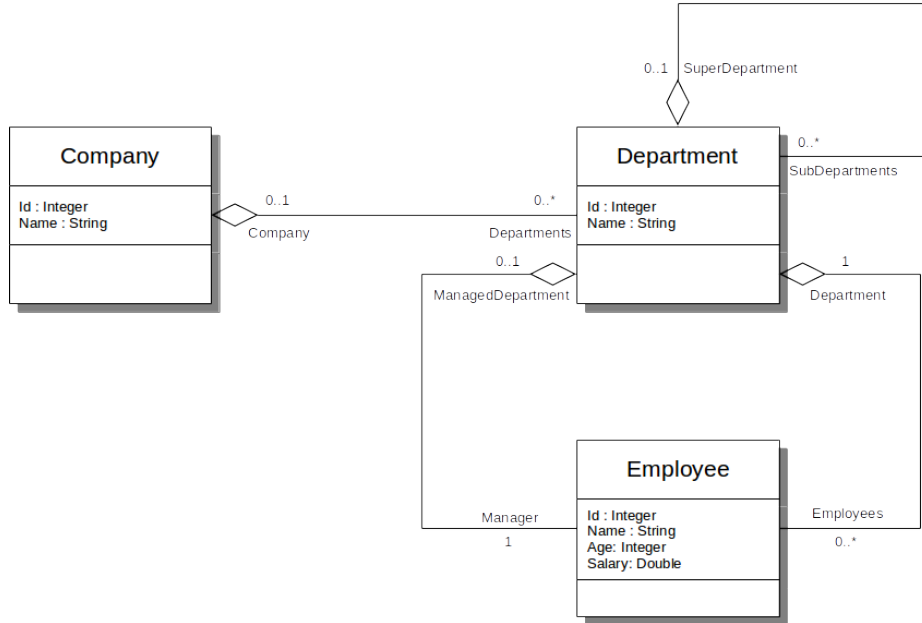 0..1
SuperDepartment
Company
Id : Integer
Name : String
0..1
Company
0..*
Departments
Department
Id : Integer
Name : String
0..*
SubDepartments
0..1
ManagedDepartment
1
Department
Employee
Id : Integer
Name : String
Age: Integer
Salary: Double
Manager
1
Employees
0..*